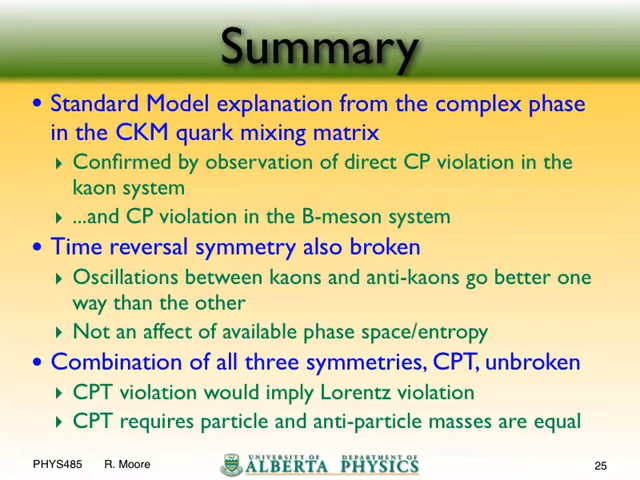 Summary
• Standard Model explanation from the complex phase
in the CKM quark mixing matrix
‣ Confirmed by observation of direct CP violation in the
kaon system
‣ ...and CP violation in the B-meson system
• Time reversal symmetry also broken
‣ Oscillations between kaons and anti-kaons go better one
way than the other
‣ Not an affect of available phase space/entropy
• Combination of all three symmetries, CPT, unbroken
‣ CPT violation would imply Lorentz violation
‣ CPT requires particle and anti-particle masses are equal
PHYS485 R. Moore
UNIVERSITY OF DEPARTMENT OF
ALBERTA PHYSICS
25